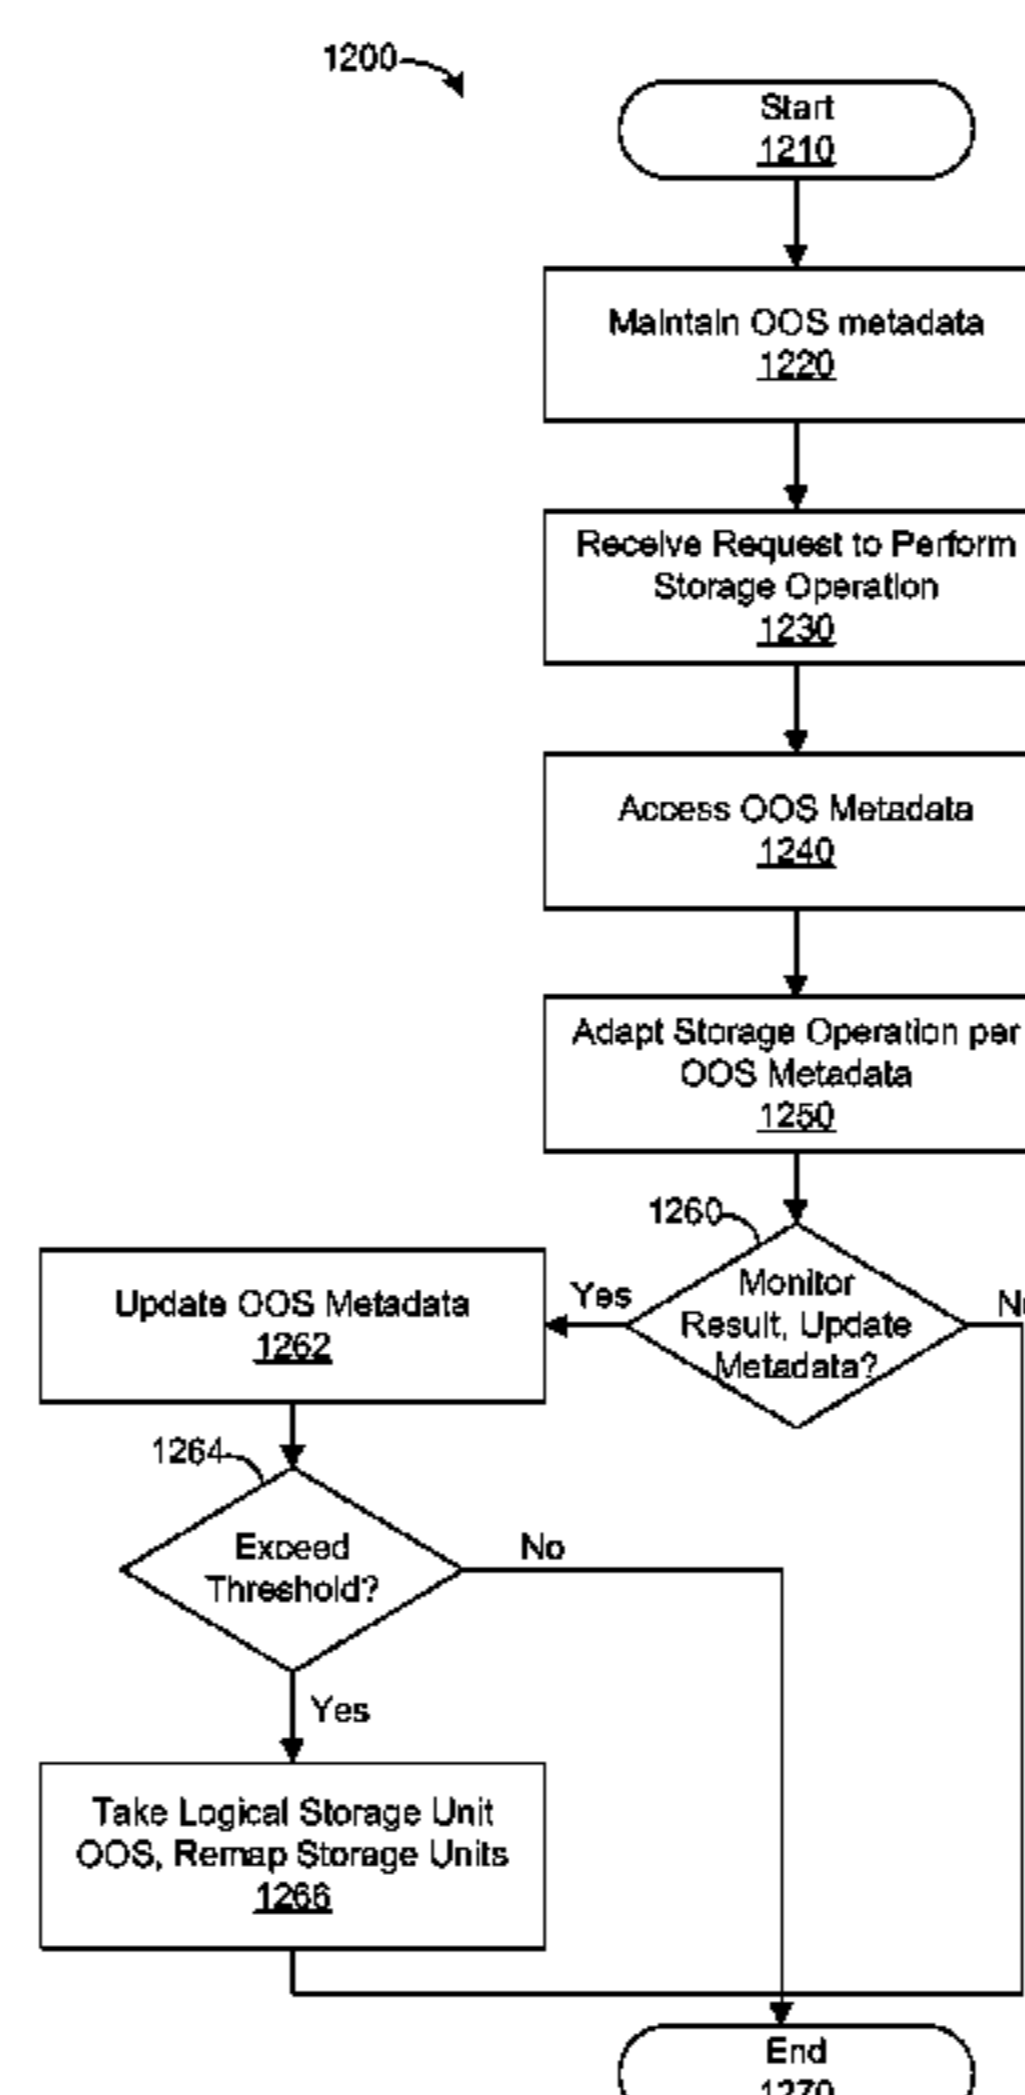 1200
Start
1210
Maintain OOS metadata
1220
Receive Request to Perform
Storage Operation
1230
Access OOS Metadata
1240
Adapt Storage Operation per
OOS Metadata
1250
1260
Monitor
Result, Update
Metadata?
Yes
Update OOS Metadata
1262
1264
Exceed
Threshold?
No
Yes
Take Logical Storage Unit
OOS, Remap Storage Units
1266
End
1270